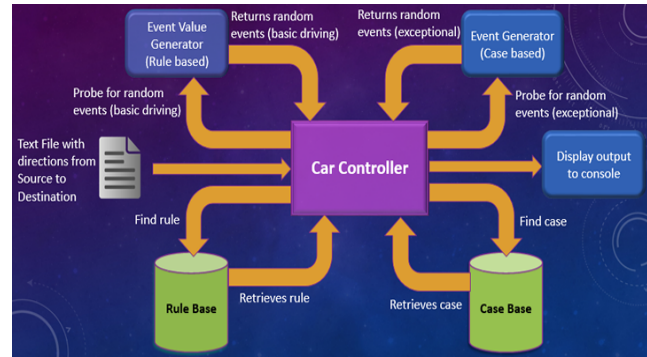 Event Value
Generator
(Rule based)
Returns random
events (basic driving)
Returns random
events (exceptional)
Event Generator
(Case based)
Probe for random
events (basic driving)
Probe for random
events (exceptional)
Text File with
directions from
Source to
Destination
Car Controller
Display output
to console
Find rule
Find case
Rule Base
Retrieves rule
Retrieves case
Case Base